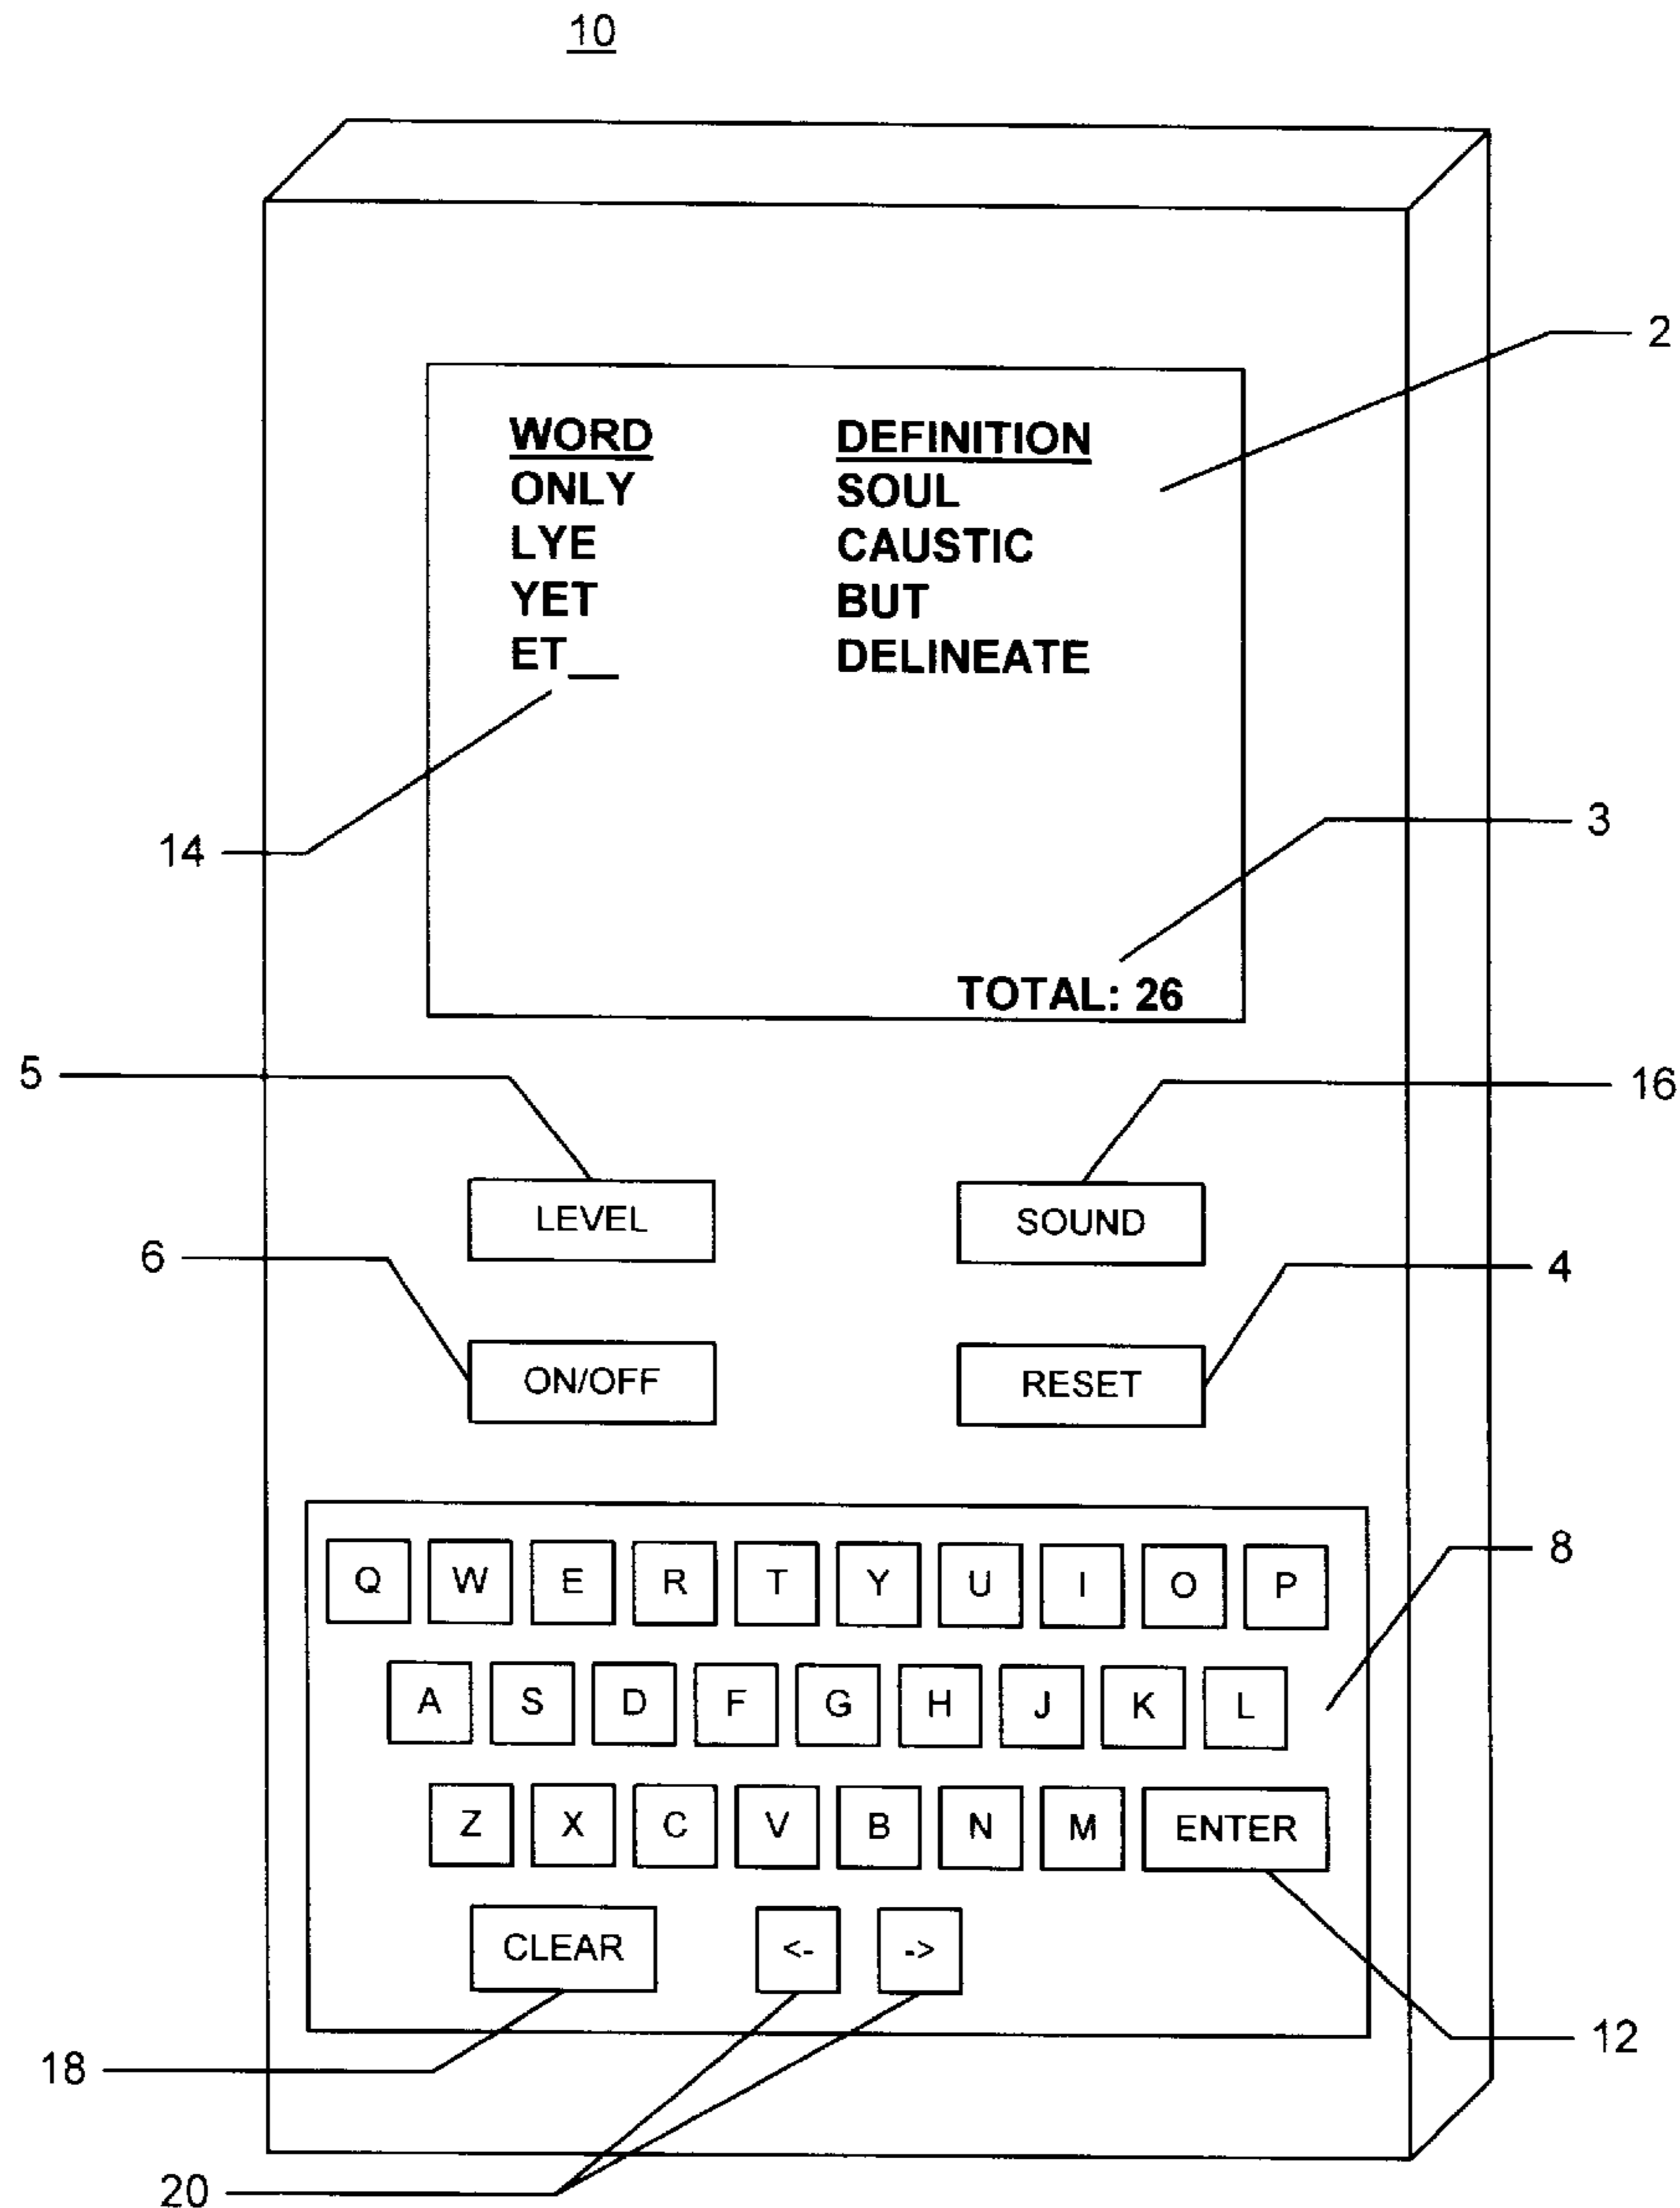 10
WORD DEFINITION
2
ONLY SOUL
LYE CAUSTIC
YET BUT
ET__ DELINEATE
14
3
TOTAL: 26
5
16
LEVEL SOUND
6
4
ON/OFF RESET
Q W E R T Y U I O P
8
A S D F G H J K L
Z X C V B N M ENTER
CLEAR <- ->
12
18
20